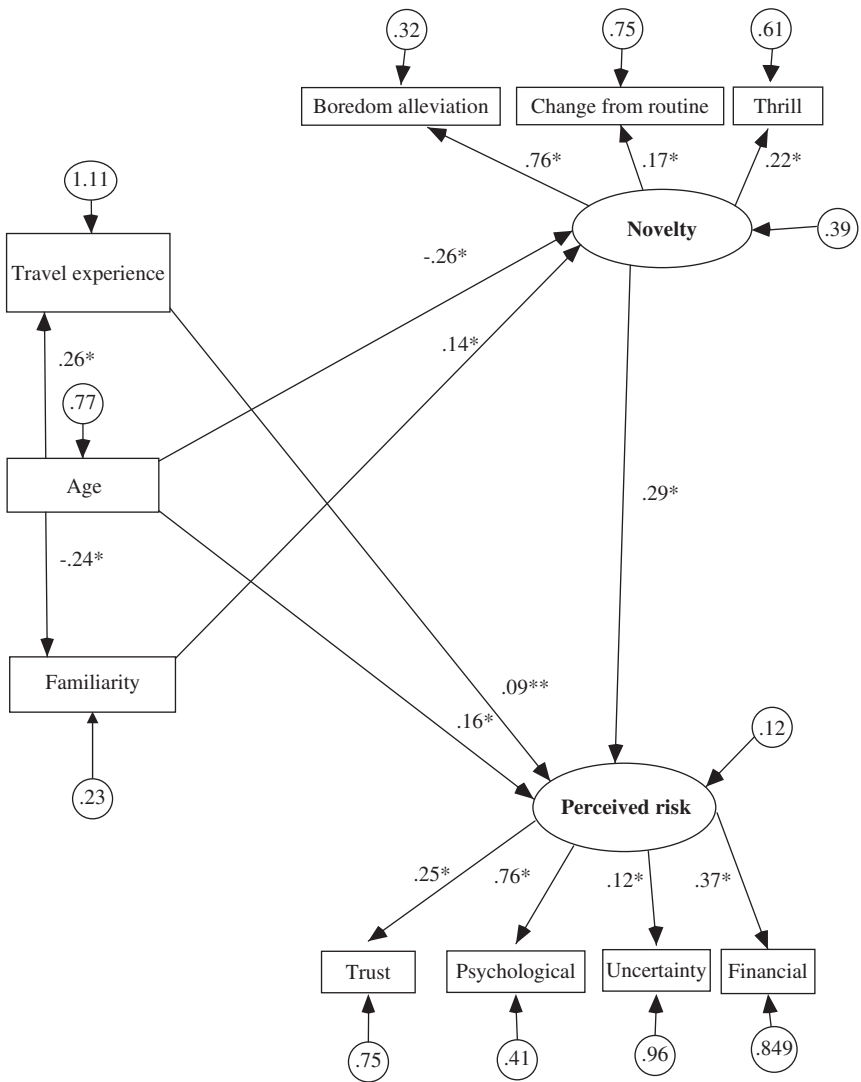 .32
.75
.61
Boredom alleviation
Change from routine
Thrill
.76*
.17*
.22*
1.11
Novelty
.39
Travel experience
-.26*
.14*
.26*
.77
Age
.29*
-.24*
Familiarity
.09**
.16*
.12
.23
Perceived risk
.25*
.76*
.12*
.37*
Trust
Psychological
Uncertainty
Financial
.75
.41
.96
.849